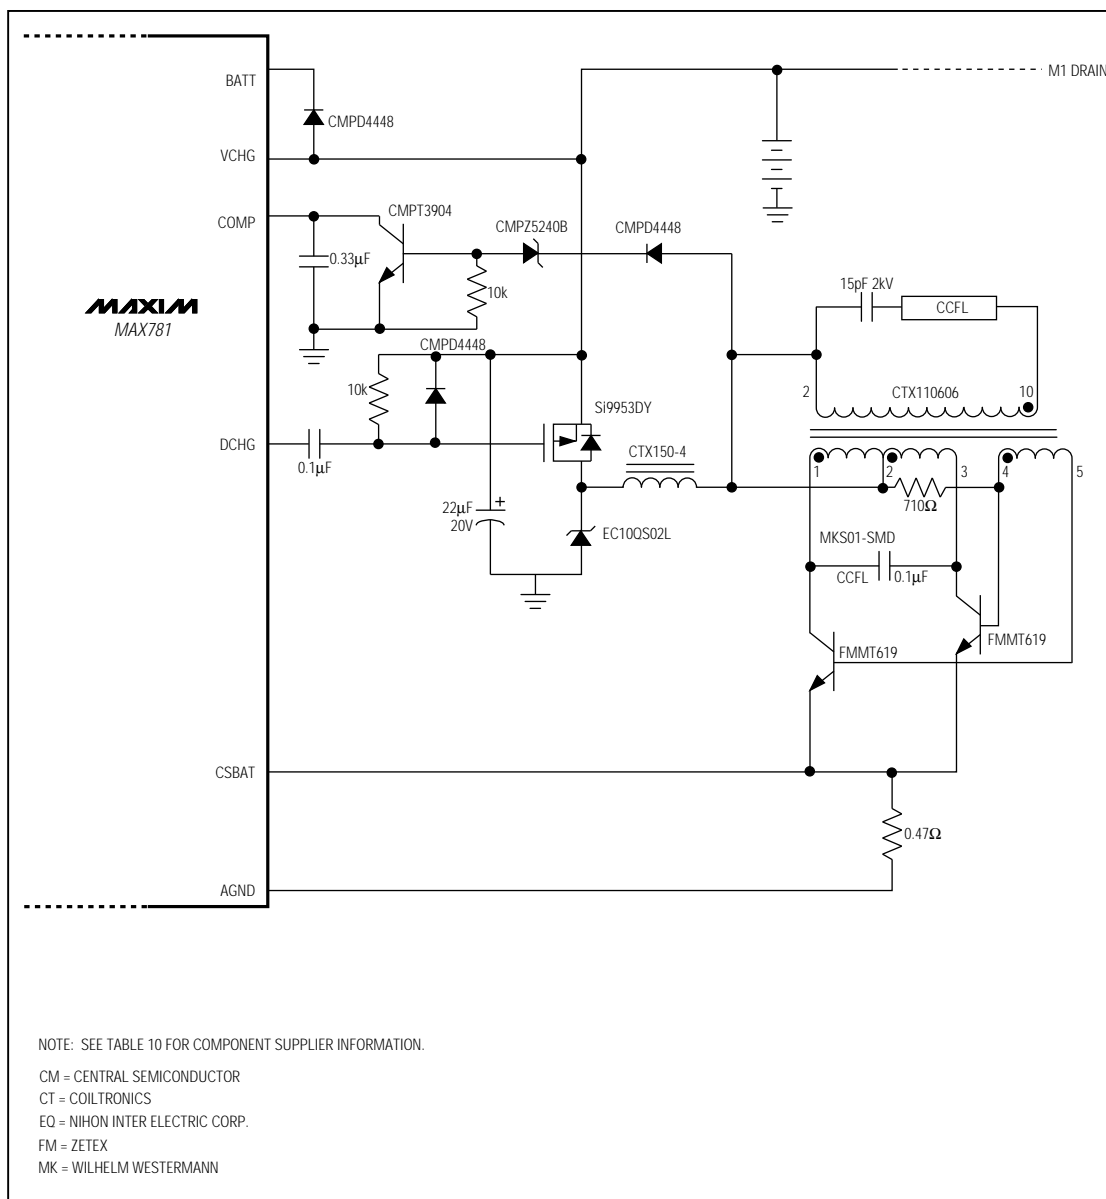 M1 DRAIN
BATT
CMPD4448
VCHG
COMP
CMPT3904
CMPZ5240B
CMPD4448
0.33μF
10k
15pF 2kV
CCFL
MAXIM
MAX781
CMPD4448
10k
2
CTX110606
10
Si9953DY
DCHG
0.1μF
CTX150-4
1
2
3
4
5
22μF
20V
+
710Ω
EC10QS02L
MKS01-SMD
CCFL
0.1μF
FMMT619
FMMT619
CSBAT
0.47Ω
AGND
NOTE: SEE TABLE 10 FOR COMPONENT SUPPLIER INFORMATION.
CM = CENTRAL SEMICONDUCTOR
CT = COILTRONICS
EQ = NIHON INTER ELECTRIC CORP.
FM = ZETEX
MK = WILHELM WESTERMANN